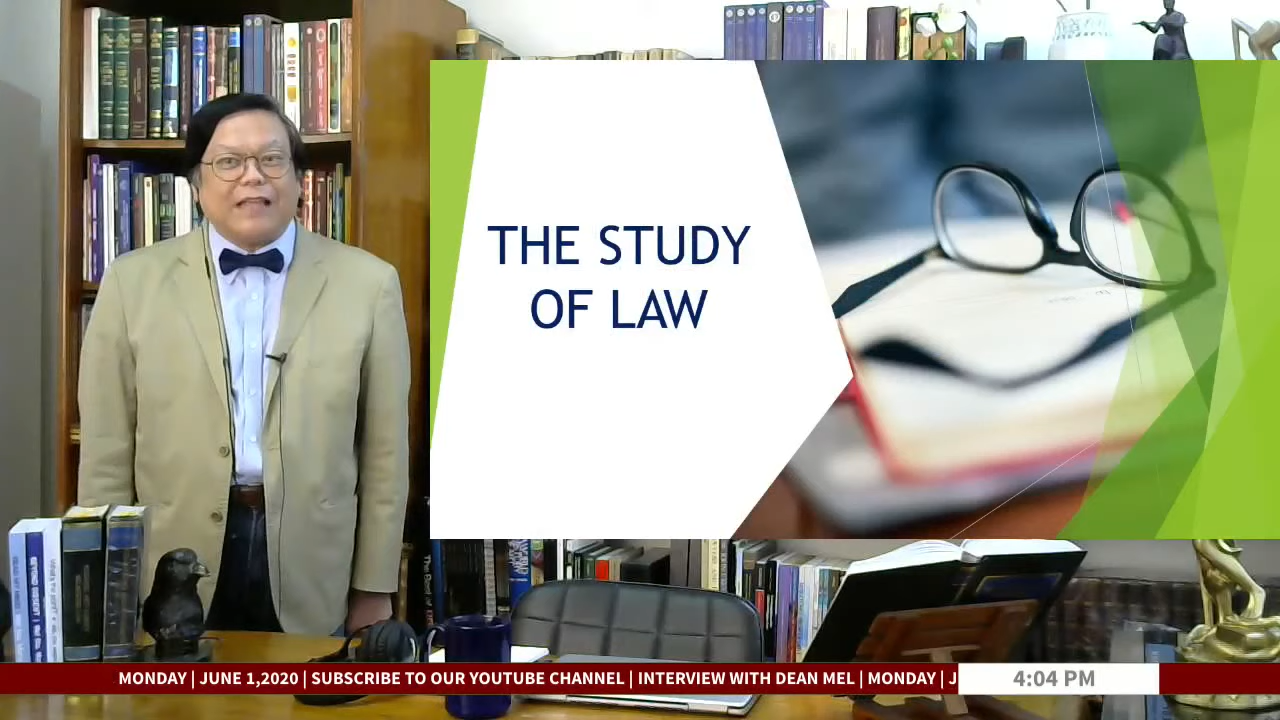 THE STUDY
OF LAW
MONDAY | JUNE 1,2020 | SUBSCRIBE TO OUR YOUTUBE CHANNEL | INTERVIEW WITH DEAN MEL | MONDAY | J
4:04 PM